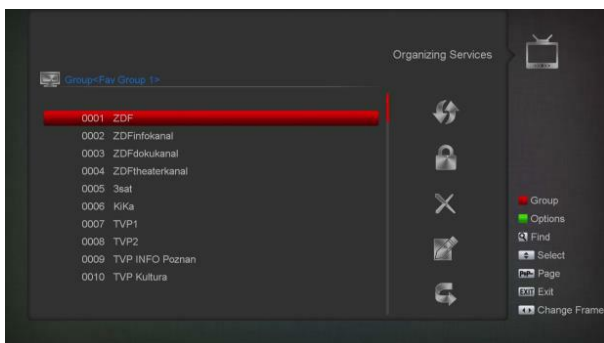 Organizing Services
Group<Fav Group 1>
0001 ZDF
0002 ZDFinfokanal
0003 ZDFdokukanal
0004 ZDFtheaterkanal
0005 3sat
0006 KiKa
0007 TVP1
0008 TVP2
0009 TVP INFO Poznan
0010 TVP Kultura
Group
Options
Find
Select
Page
EXIT Exit
Change Frame